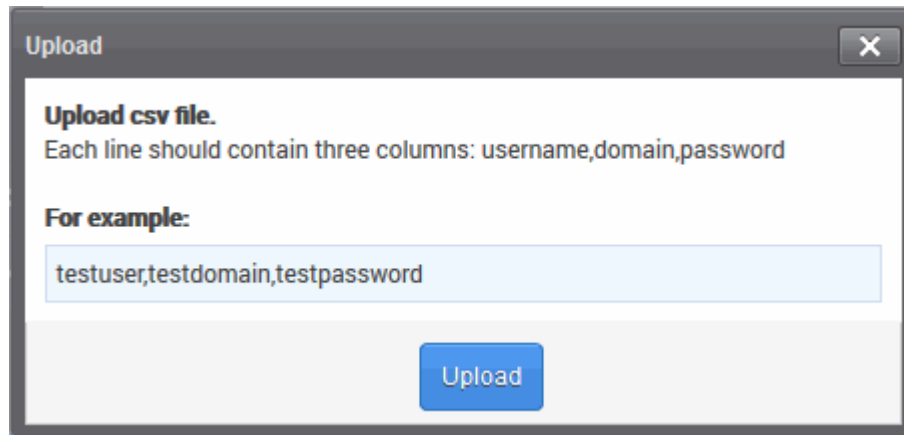 Upload
Upload csv file.
Each line should contain three columns: username,domain,password
For example:
testuser,testdomain,testpassword
Upload